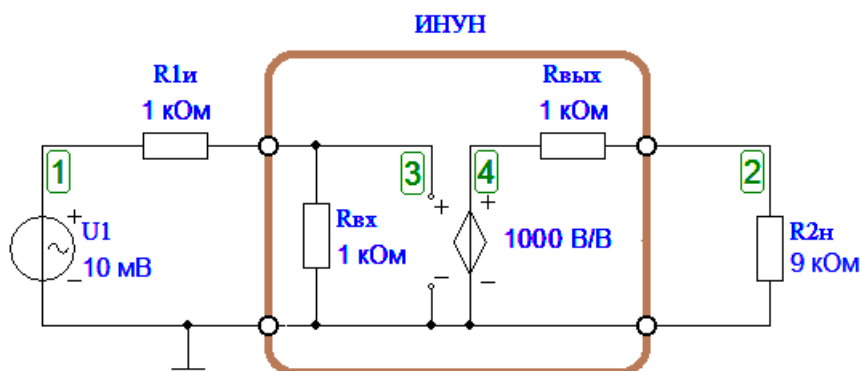 ИНУН
R1и
1 кОм
Rвых
1 кОм
1
3
4
2
+
U1
10 мВ
−
Rвх
1 кОм
+
−
+
1000 В/В
−
R2н
9 кОм